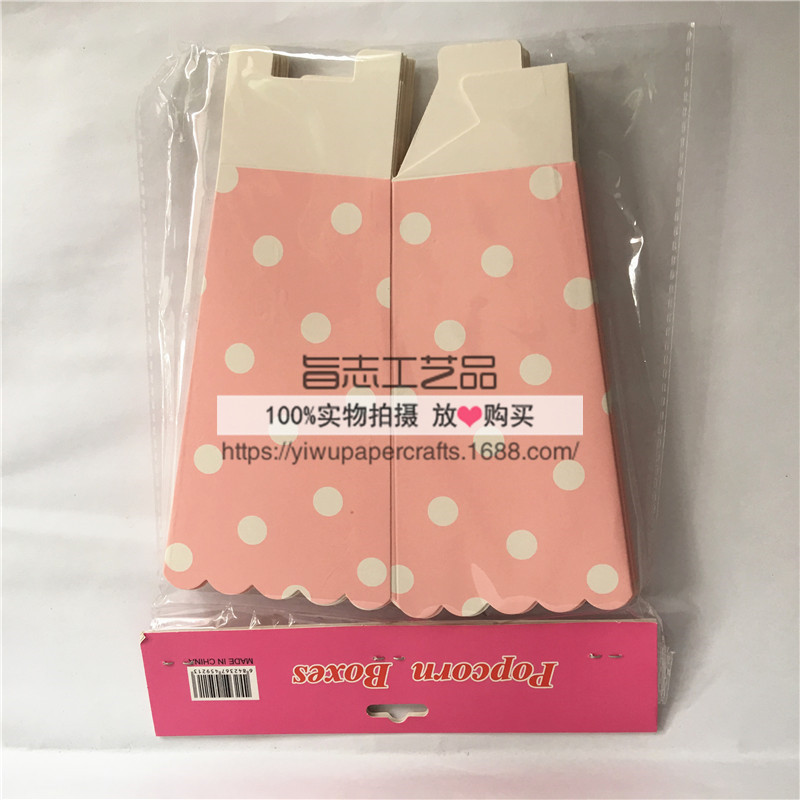 旨志工艺品
100%实物拍摄 放❤购买
https://yiwupapercrafts.1688.com/
Popcorn Boxes
MADE IN CHINA